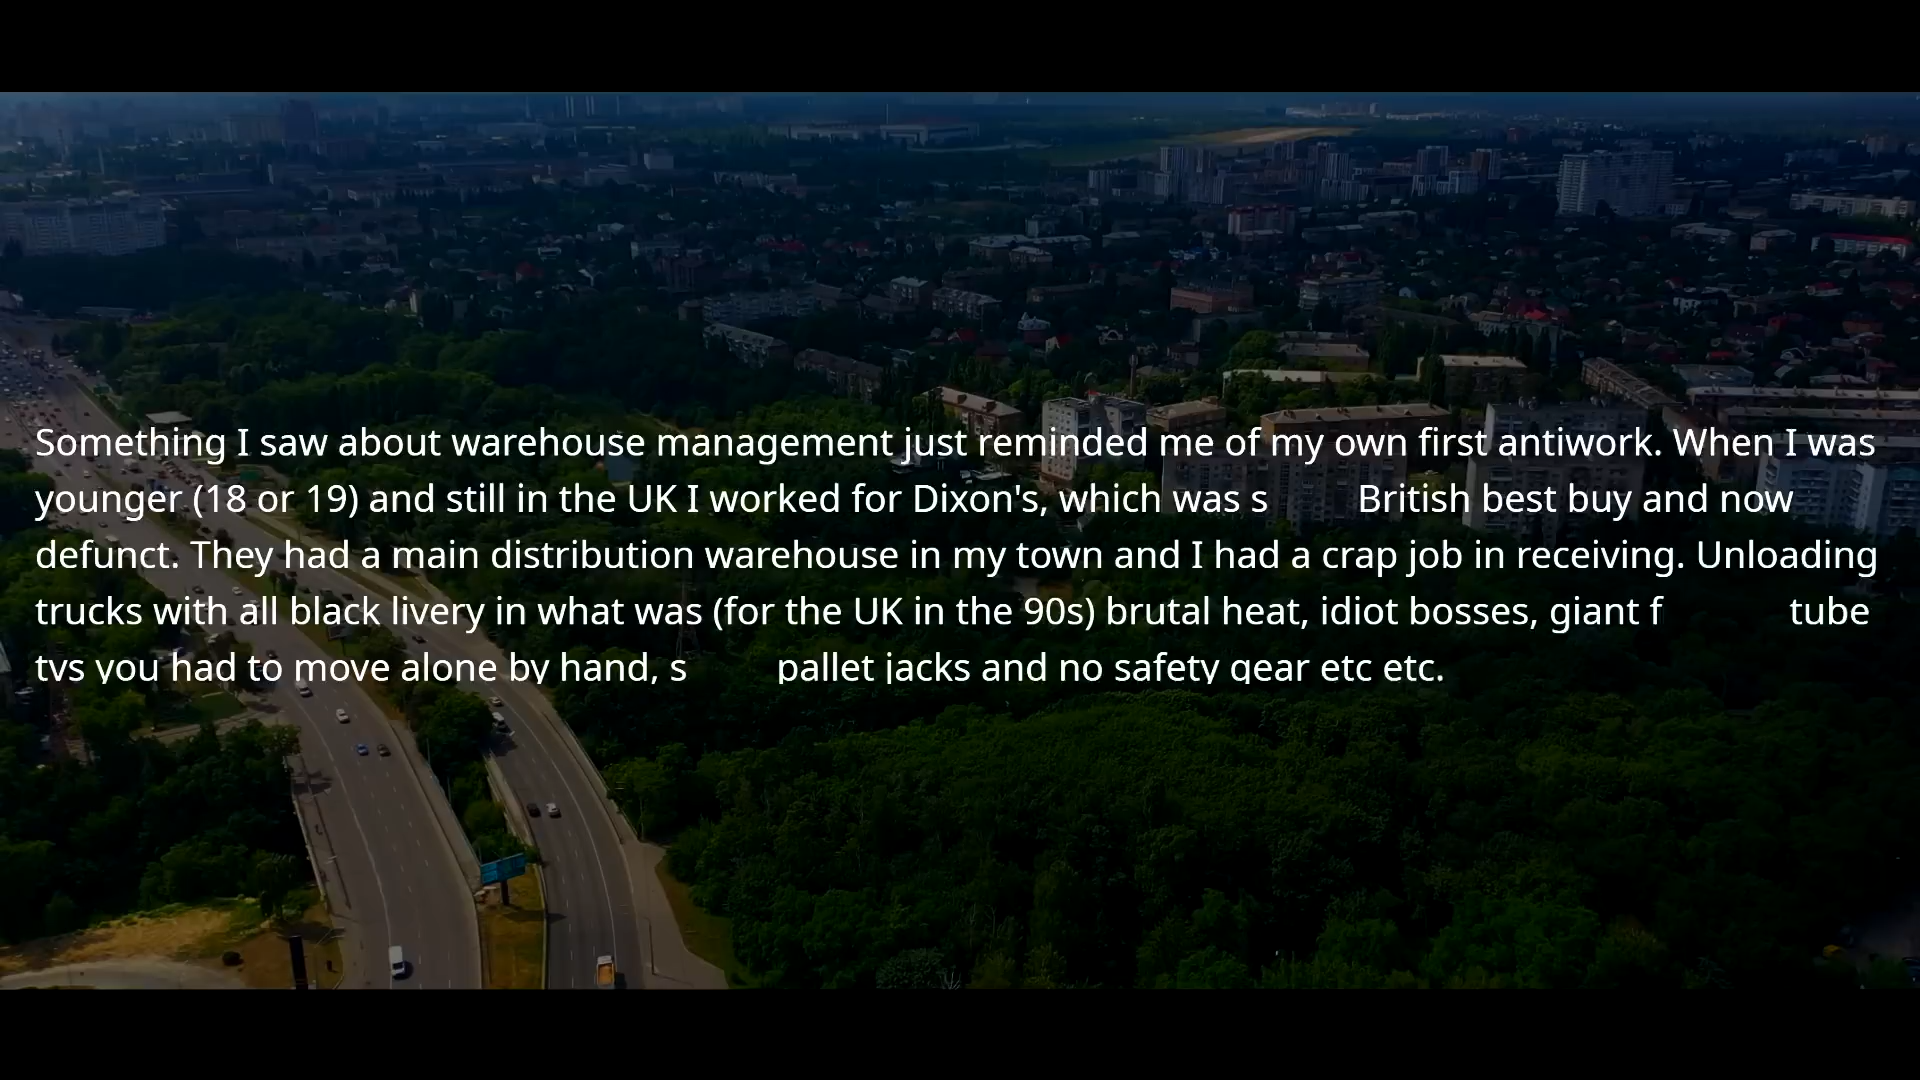 Something I saw about warehouse management just reminded me of my own first antiwork. When I was
younger (18 or 19) and still in the UK I worked for Dixon's, which was s British best buy and now
defunct. They had a main distribution warehouse in my town and I had a crap job in receiving. Unloading
trucks with all black livery in what was (for the UK in the 90s) brutal heat, idiot bosses, giant f tube
tvs you had to move alone by hand, s pallet jacks and no safety gear etc etc.